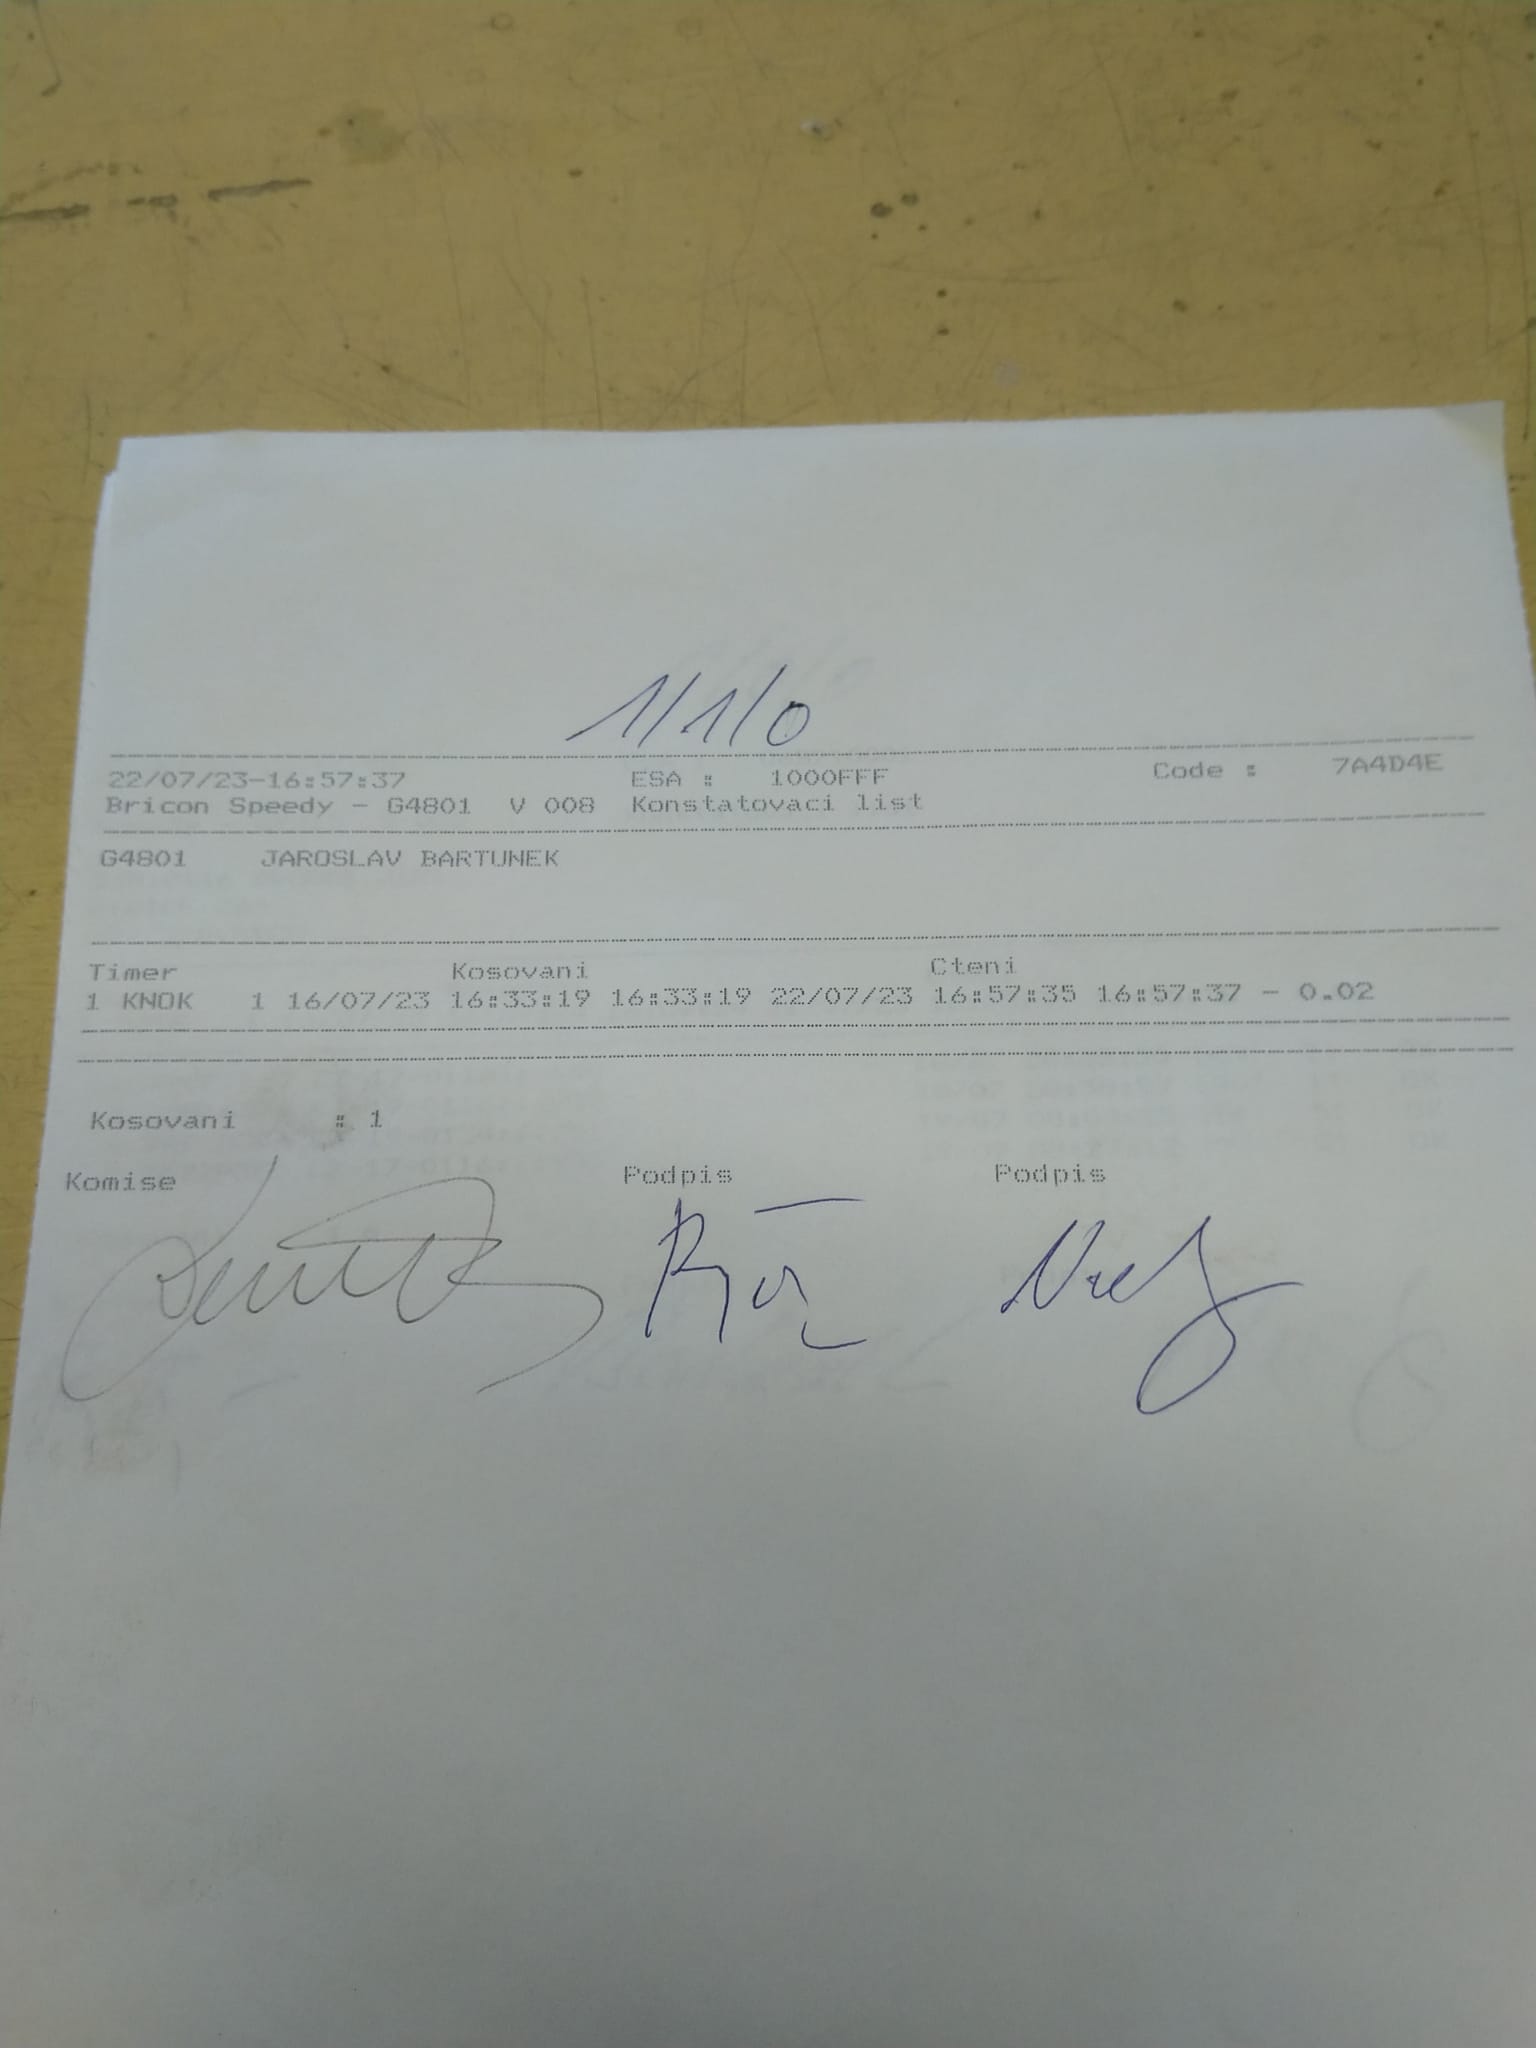 1/1/0
22/07/23-16:57:37 ESA : 1000FFF Code : 7A4D4E
Bricon Speedy - G4801 V 008 Konstatovaci list
G4801 JAROSLAV BARTUNEK
Timer Kosovani Cteni
1 KNOK 1 16/07/23 16:33:19 16:33:19 22/07/23 16:57:35 16:57:37 - 0.02
Kosovani : 1
Komise Podpis Podpis